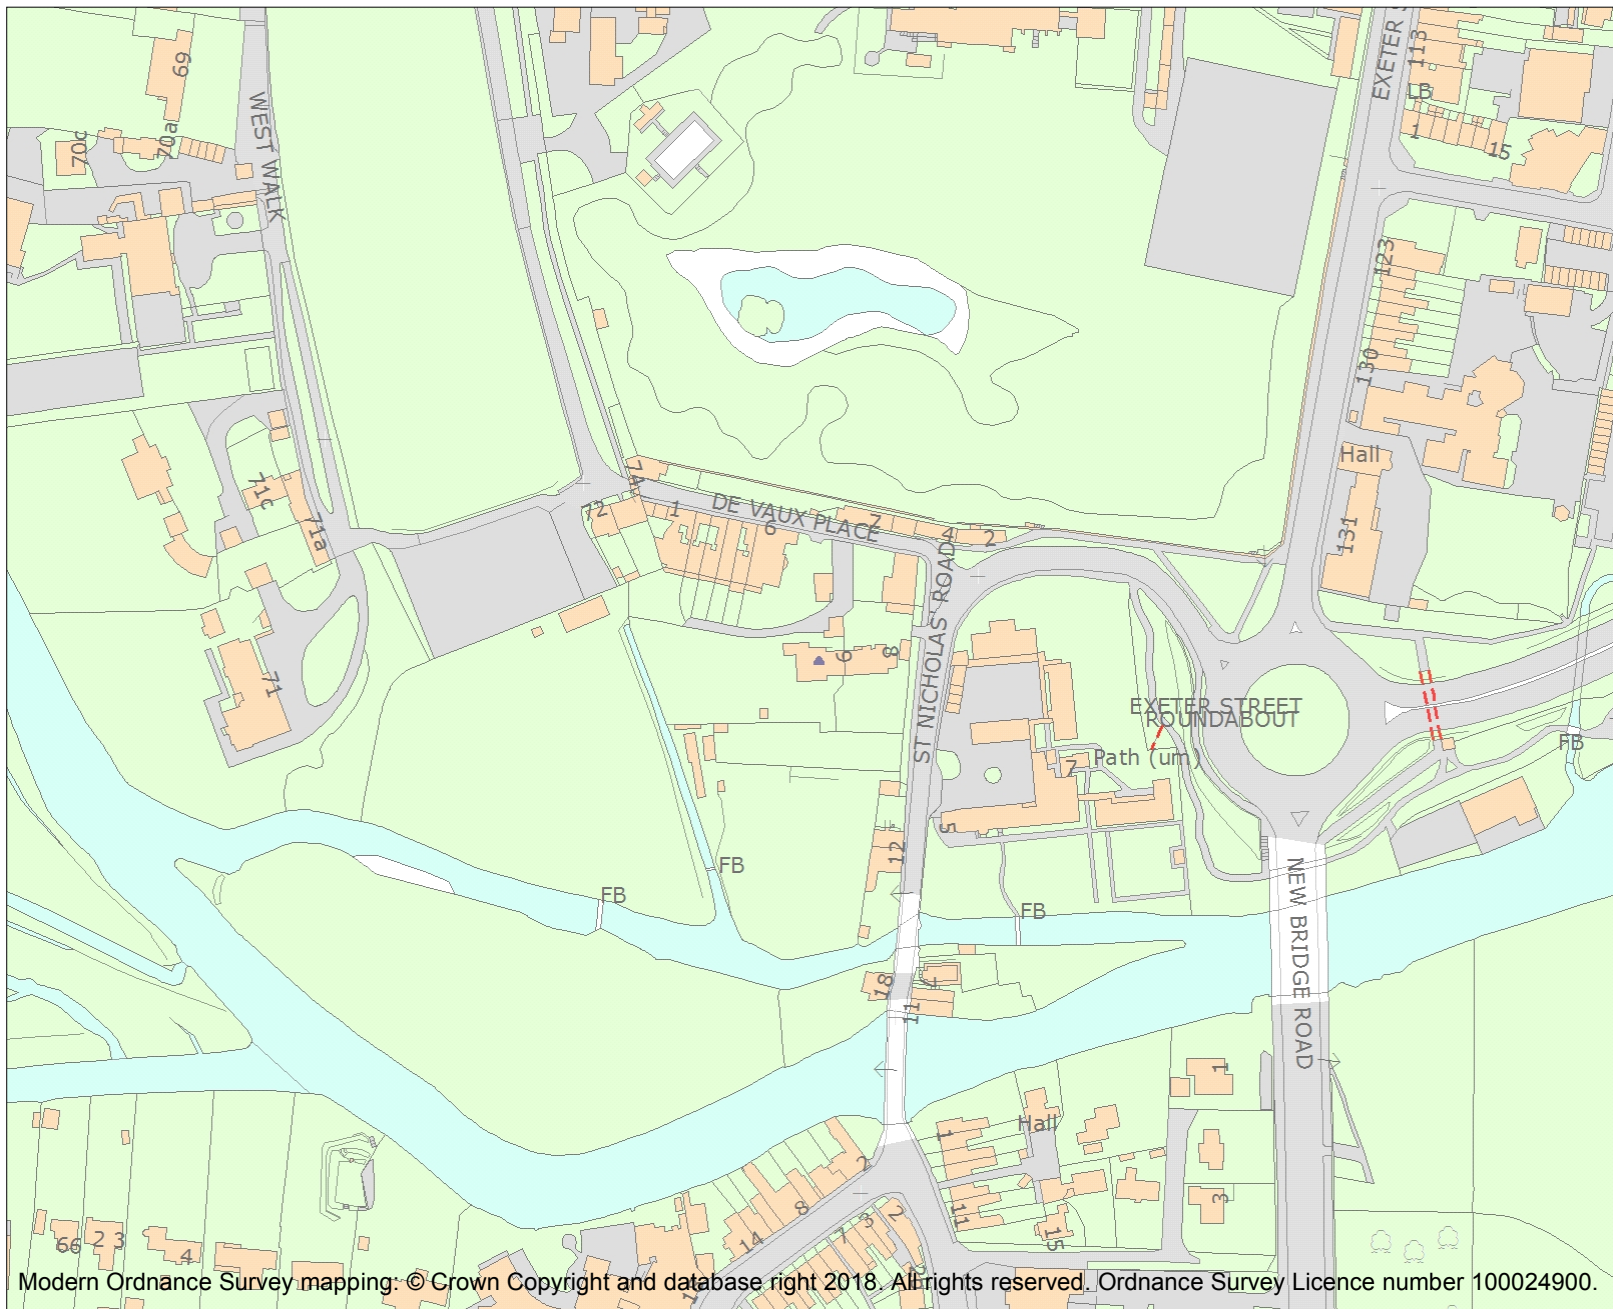 EXETER S
113
69
LB
WEST WALK
1
70c
70a
15
123
130
Hall
7A
71c
72
1
DE VAUX PLACE
7
6
4
2
71a
131
ST NICHOLAS' ROAD
9
8
71
EXETER STREET
ROUNDABOUT
FB
Path (um)
7
5
12
FB
FB
FB
NEW BRIDGE ROAD
18
4
11
1
Hall
1
2
3
8
11
2
3
7
15
14
66
2
3
4
Modern Ordnance Survey mapping: © Crown Copyright and database right 2018. All rights reserved. Ordnance Survey Licence number 100024900.